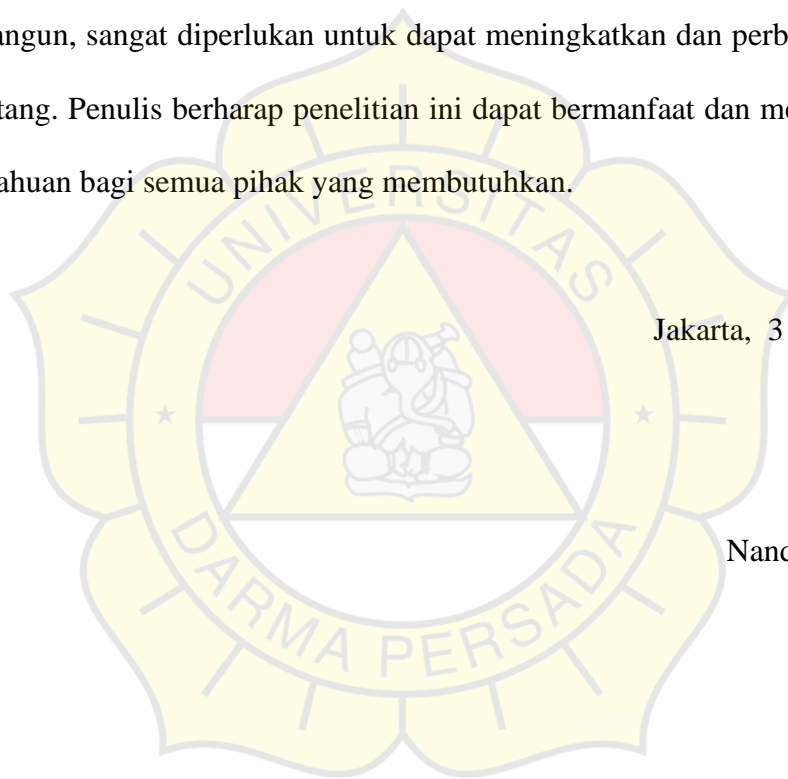 angun, sangat diperlukan untuk dapat meningkatkan dan perb
tang. Penulis berharap penelitian ini dapat bermanfaat dan me
ahuan bagi semua pihak yang membutuhkan.
UNIVERSITAS
Jakarta, 3
Nand
DARMA PERSADA